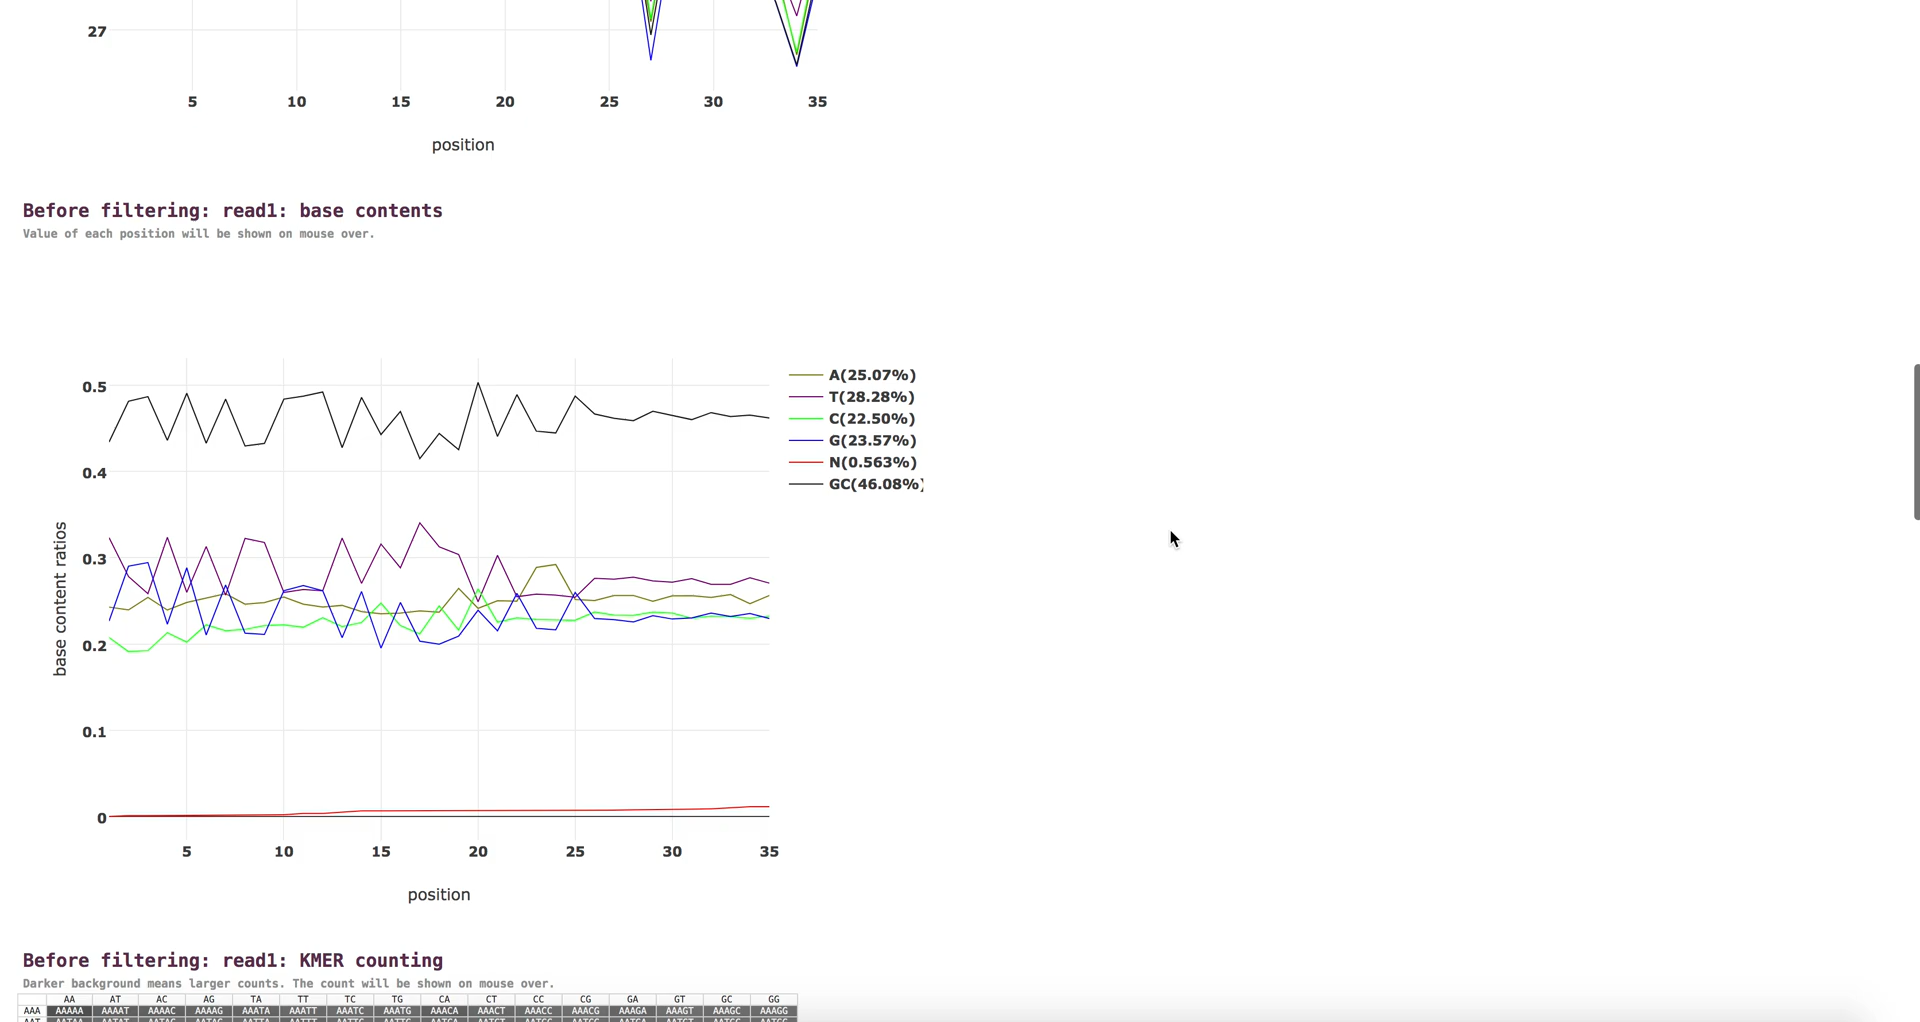 27
5 10 15 20 25 30 35
position
Before filtering: read1: base contents
Value of each position will be shown on mouse over.
A(25.07%)
T(28.28%)
C(22.50%)
G(23.57%)
N(0.563%)
GC(46.08%)
0.5
0.4
0.3
0.2
0.1
0
base content ratios
5 10 15 20 25 30 35
position
Before filtering: read1: KMER counting
Darker background means larger counts. The count will be shown on mouse over.
AA AT AC AG TA TT TC TG CA CT CC CG GA GT GC GG
AAA AAAAA AAAAT AAAAC AAAAG AAATA AAATT AAATC AAATG AAACA AAACT AAACC AAACG AAAGA AAAGT AAAGC AAAGG